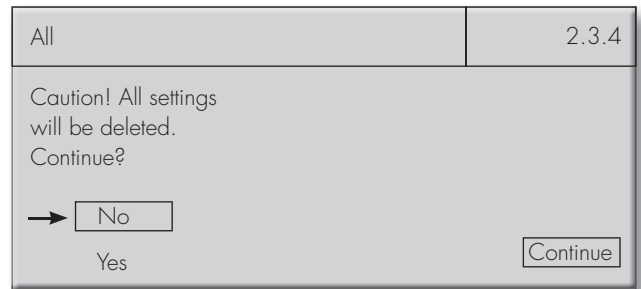 All
2.3.4
Caution! All settings
will be deleted.
Continue?
No
Yes
Continue